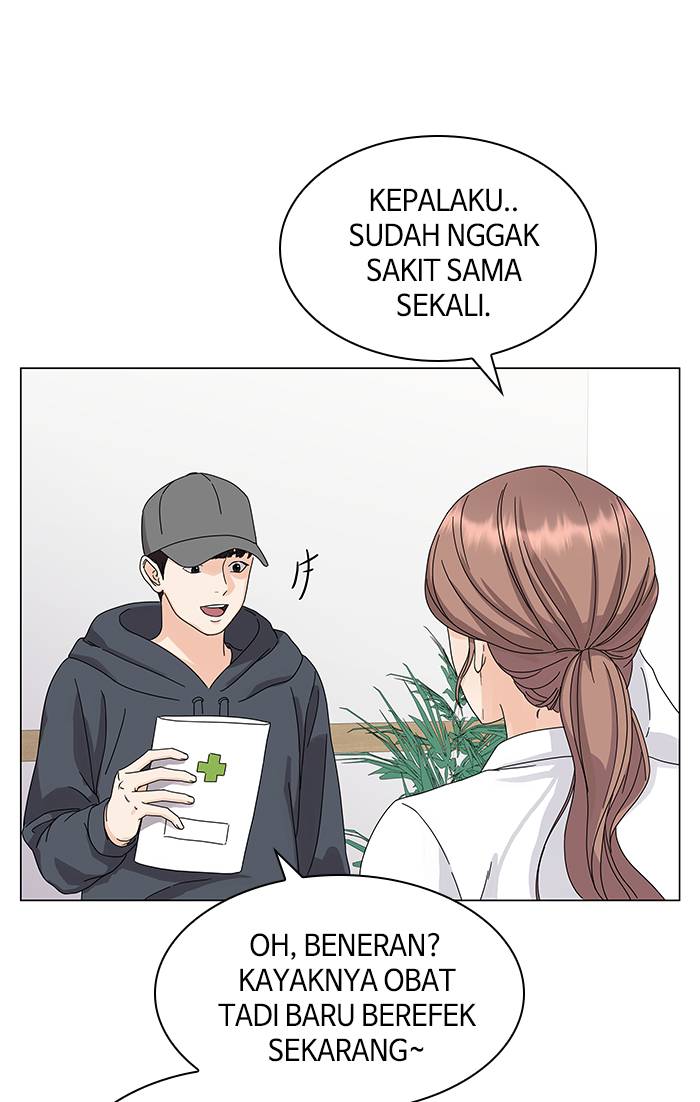 KEPALAKU..
SUDAH NGGAK
SAKIT SAMA
SEKALI.
OH, BENERAN?
KAYAKNYA OBAT
TADI BARU BEREFEK
SEKARANG~